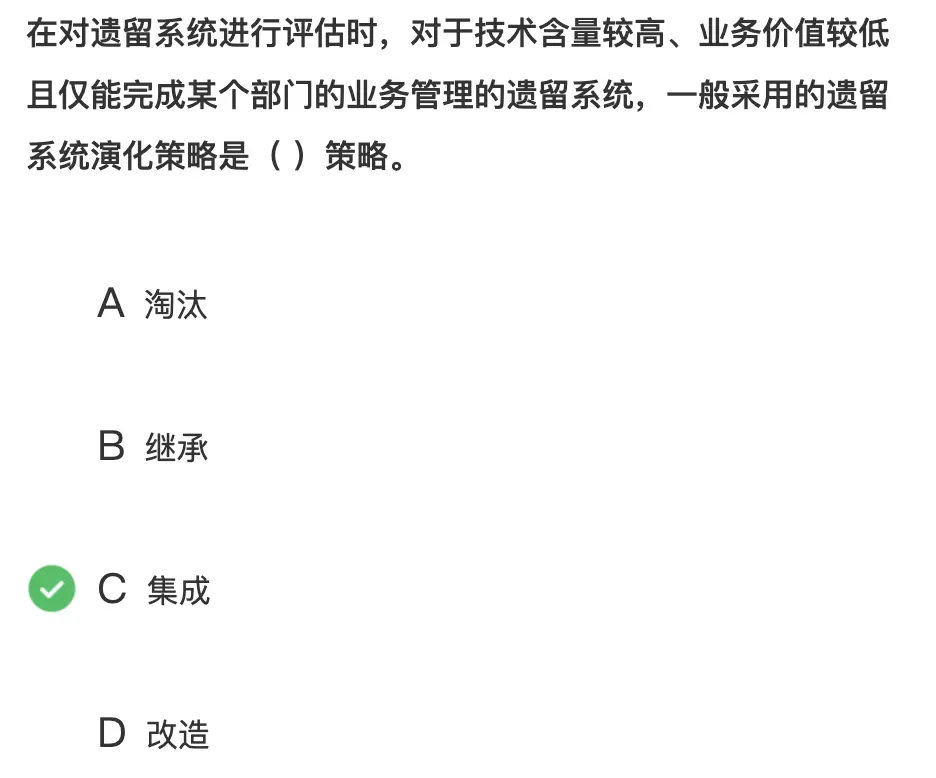 在对遗留系统进行评估时，对于技术含量较高、业务价值较低
且仅能完成某个部门的业务管理的遗留系统，一般采用的遗留
系统演化策略是（ ）策略。
A 淘汰
B 继承
C 集成
D 改造